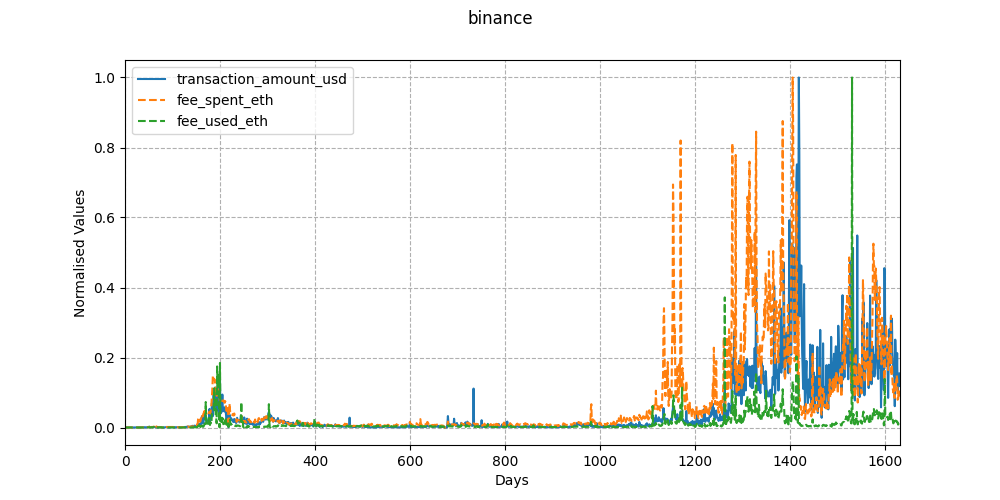 binance
transaction_amount_usd
fee_spent_eth
fee_used_eth
Normalised Values
1.0
0.8
0.6
0.4
0.2
0.0
0 200 400 600 800 1000 1200 1400 1600
Days